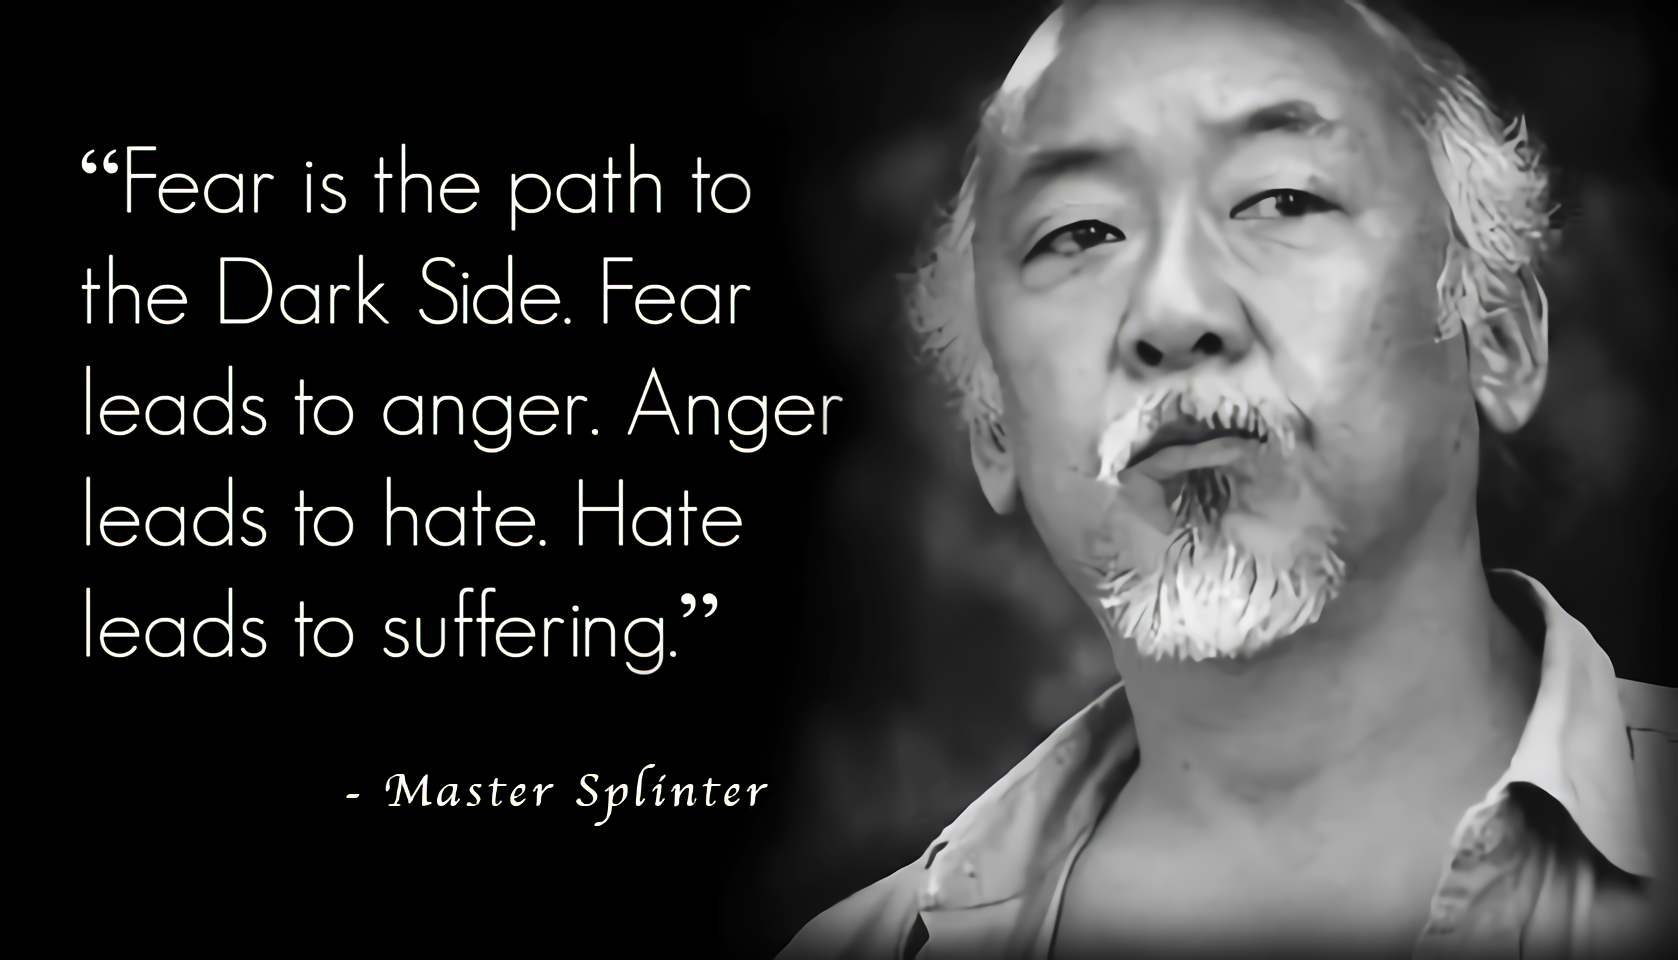 “Fear is the path to
the Dark Side. Fear
leads to anger. Anger
leads to hate. Hate
leads to suffering.”
- Master Splinter